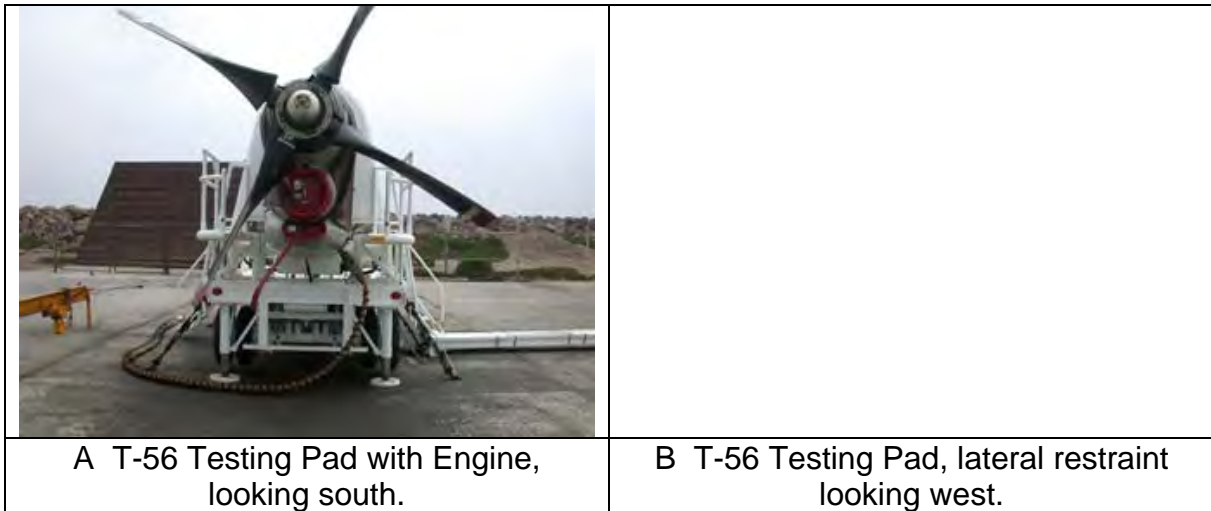 A T-56 Testing Pad with Engine,
looking south.
B T-56 Testing Pad, lateral restraint
looking west.